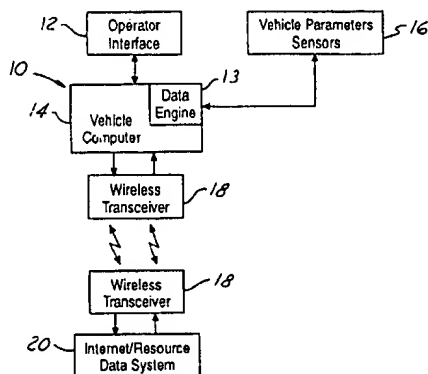 12
Operator
Interface
Vehicle Parameters
Sensors
16
10
13
14
Data
Engine
Vehicle
Computer
Wireless
Transceiver
18
Wireless
Transceiver
18
20
Internet/Resource
Data System